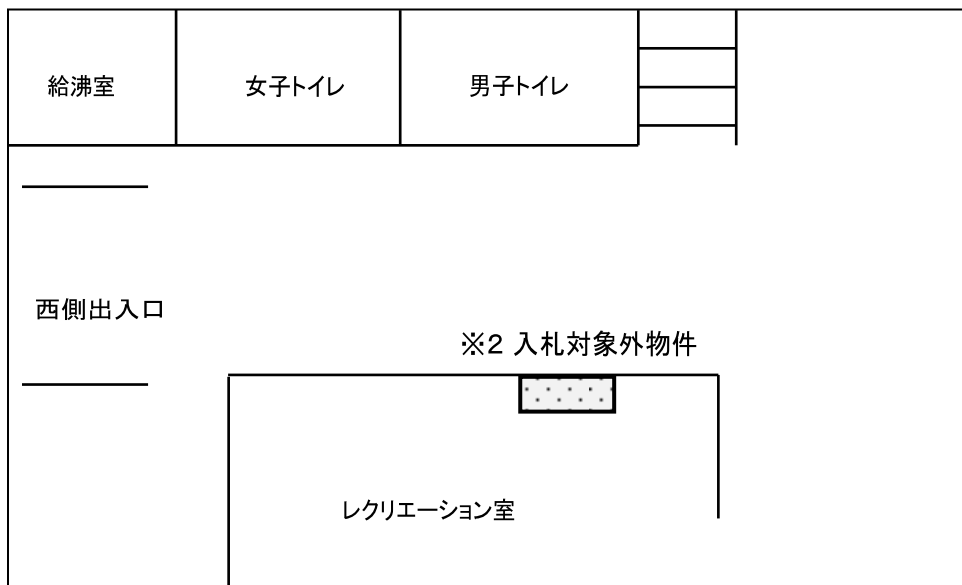 給沸室
女子トイレ
男子トイレ
西側出入口
※2 入札対象外物件
レクリエーション室